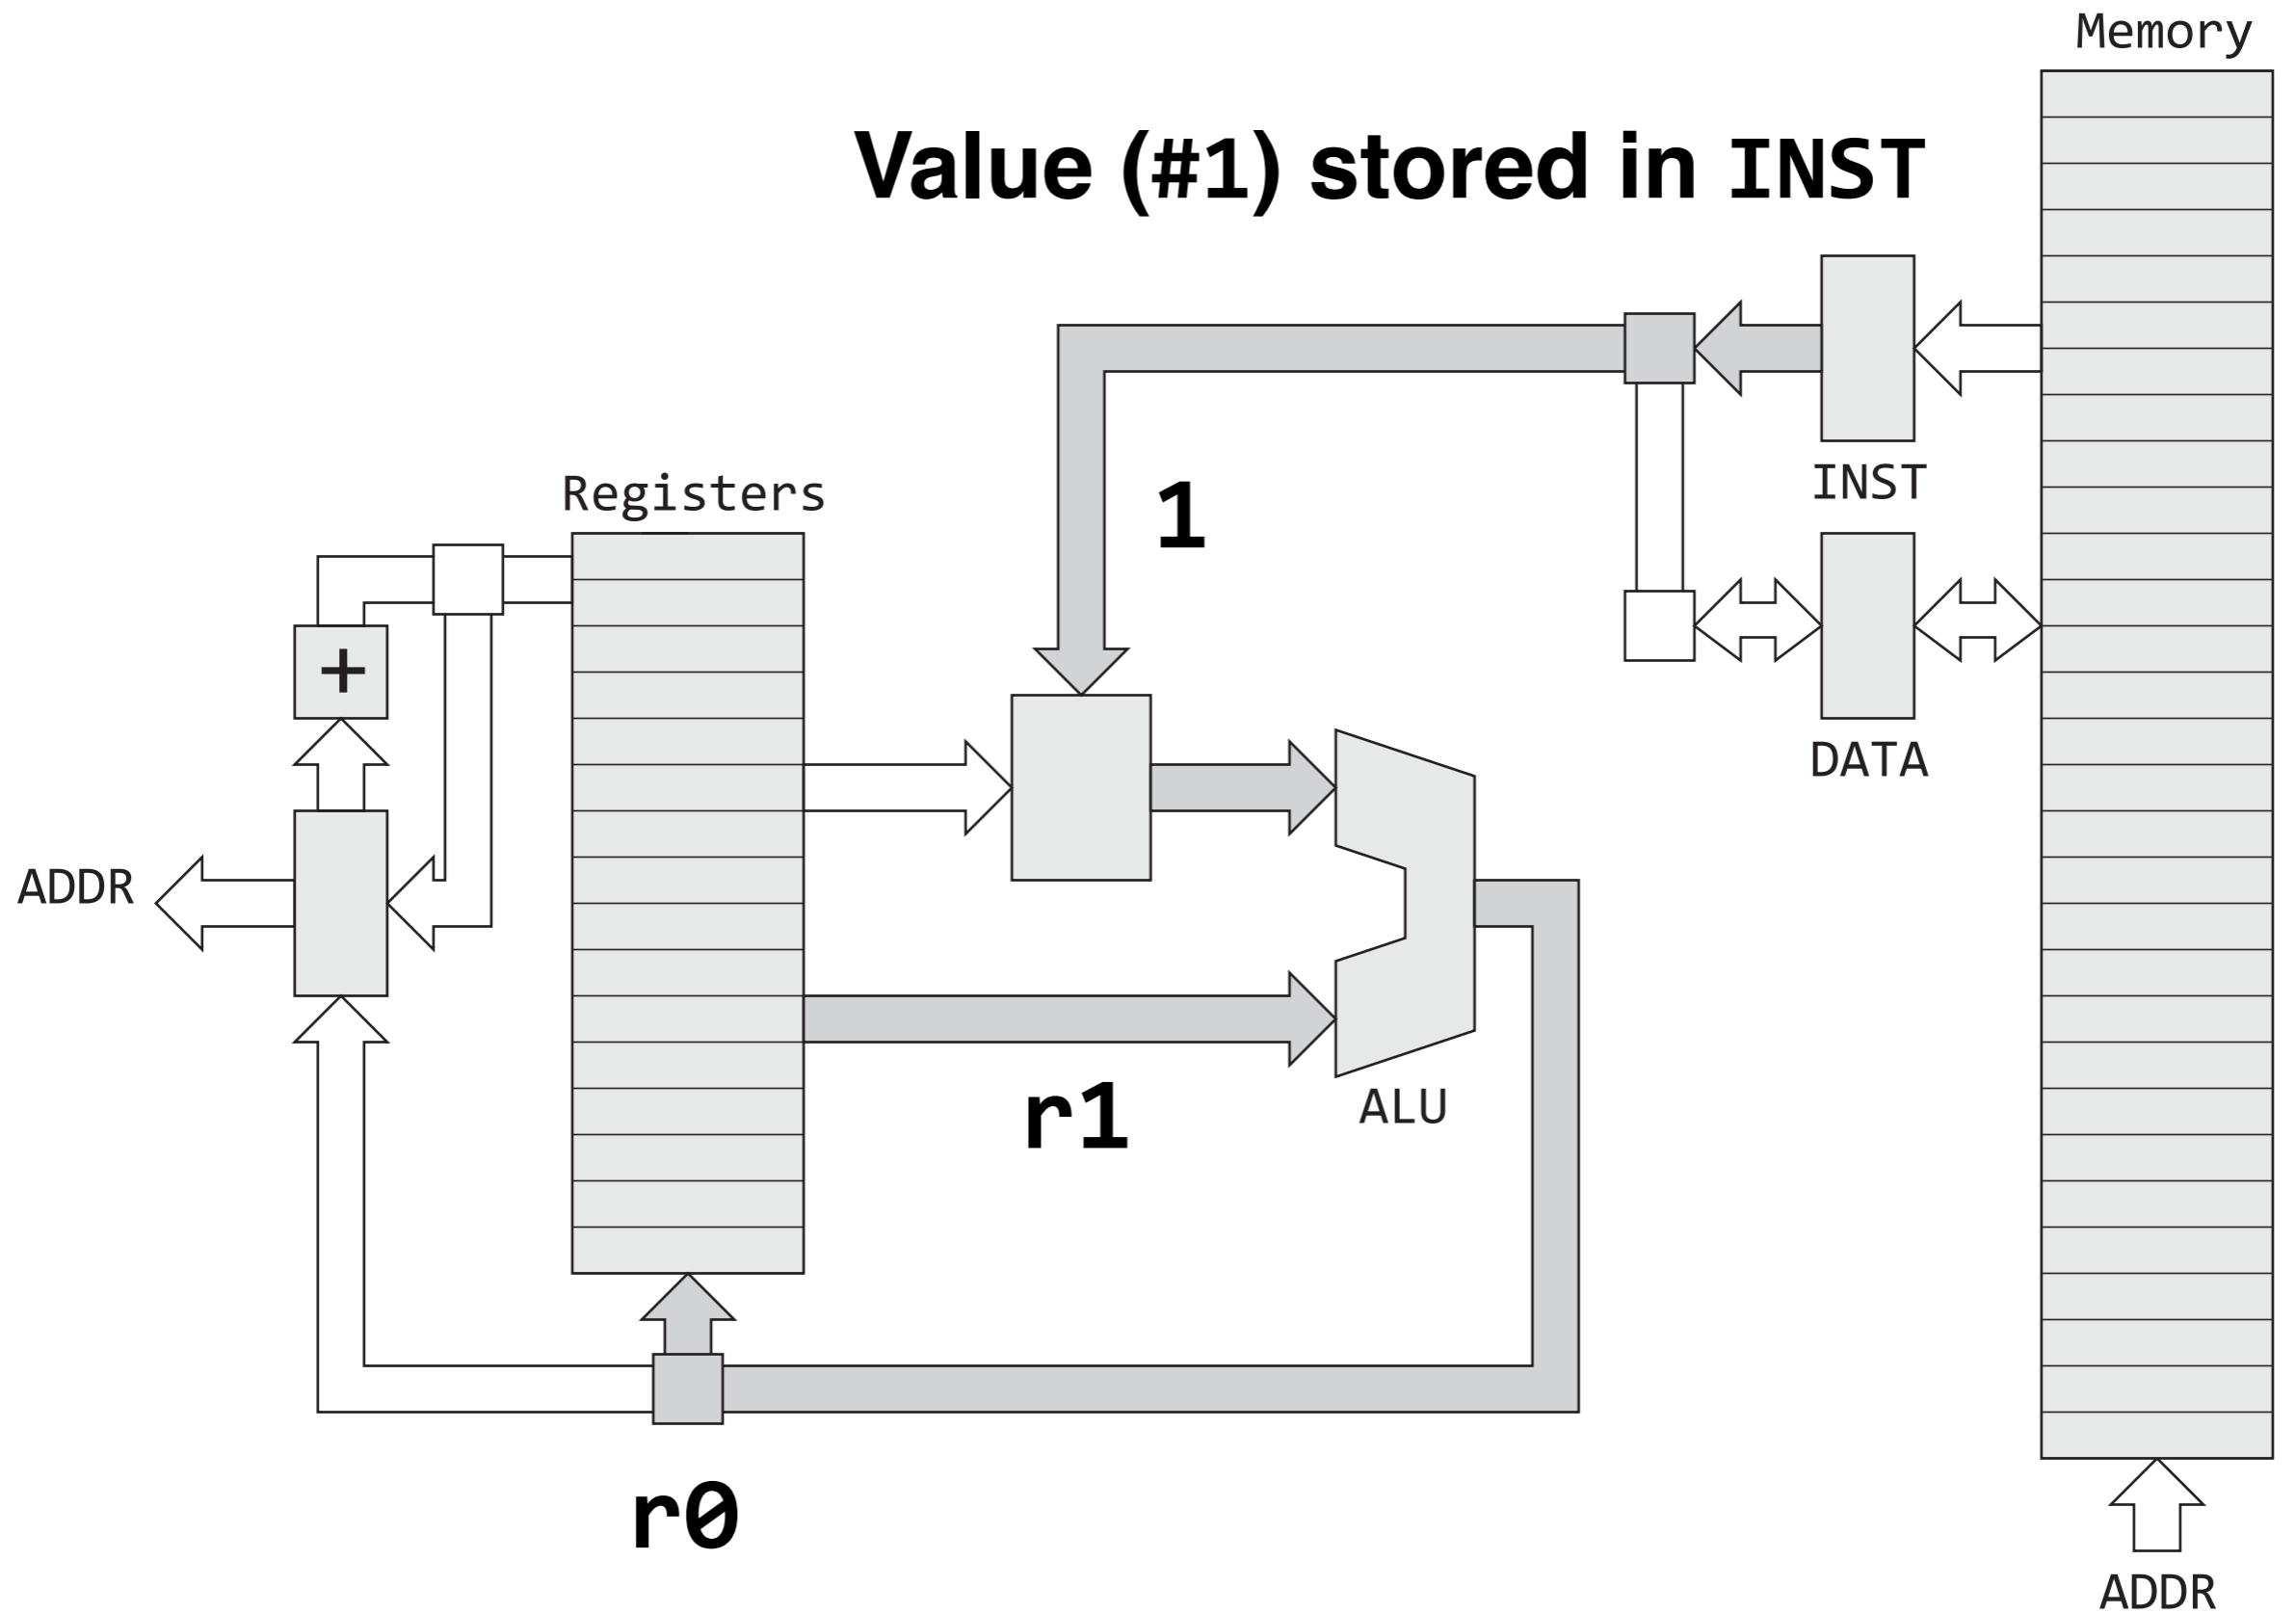 Memory
Value (#1) stored in INST
INST
1
Registers
+
DATA
ADDR
r1
ALU
r0
ADDR